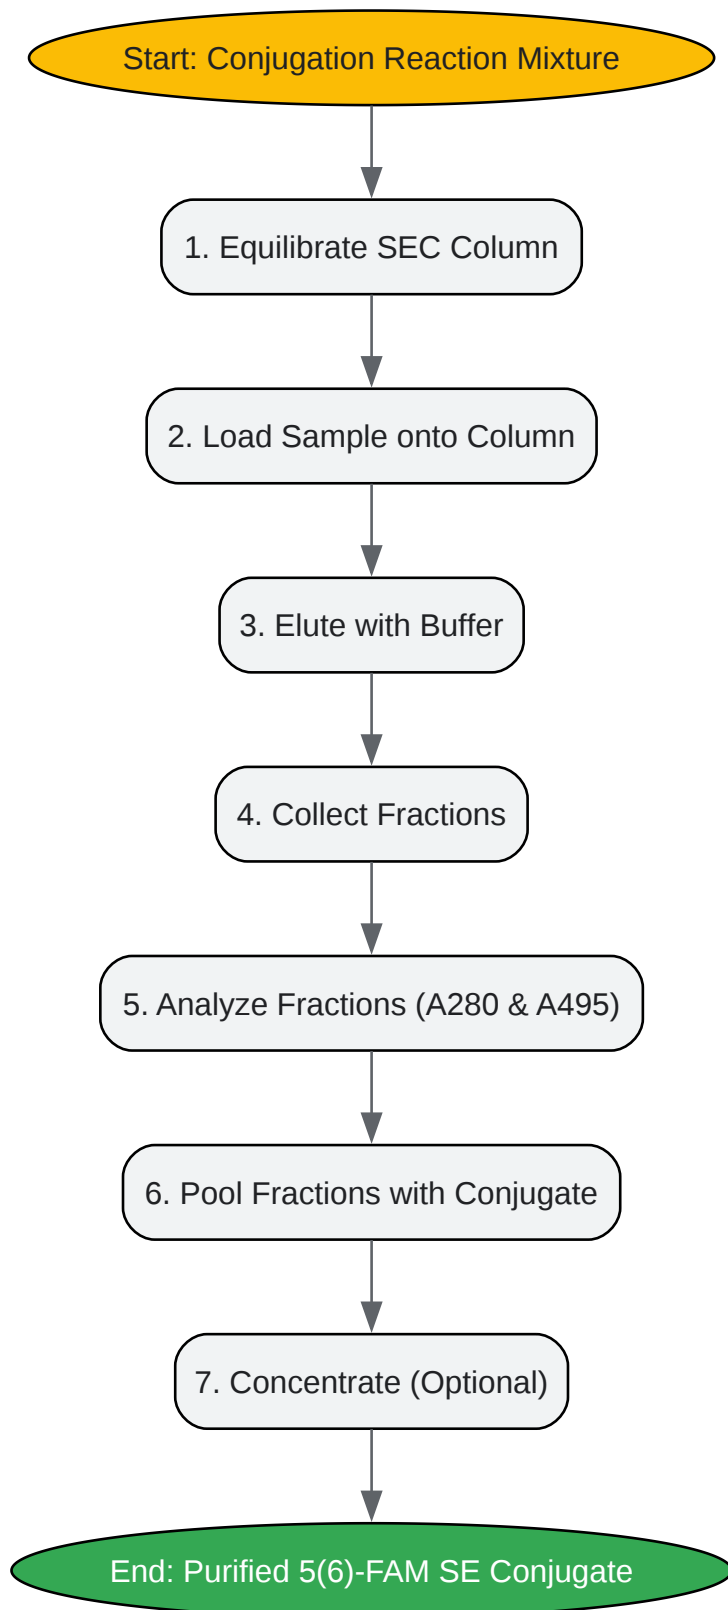 Start: Conjugation Reaction Mixture
1. Equilibrate SEC Column
2. Load Sample onto Column
3. Elute with Buffer
4. Collect Fractions
5. Analyze Fractions (A280 & A495)
6. Pool Fractions with Conjugate
7. Concentrate (Optional)
End: Purified 5(6)-FAM SE Conjugate